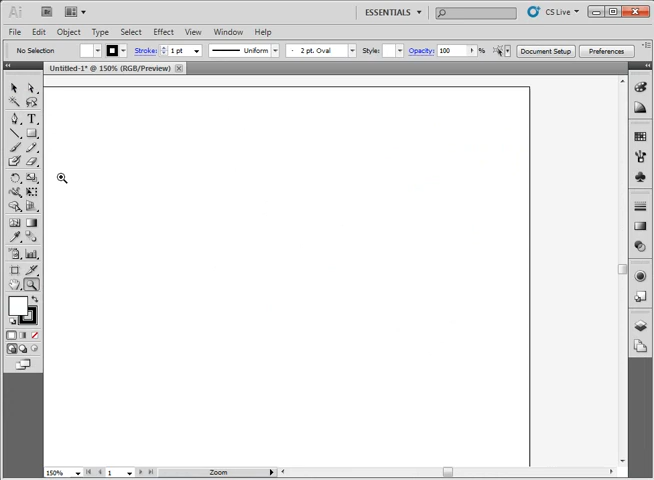 Ai Br ESSENTIALS CS Live
File Edit Object Type Select Effect View Window Help
No Selection Stroke: 1 pt Uniform 2 pt. Oval Style: Opacity: 100 % Document Setup Preferences
Untitled-1* @ 150% (RGB/Preview)
T
150% 1 Zoom